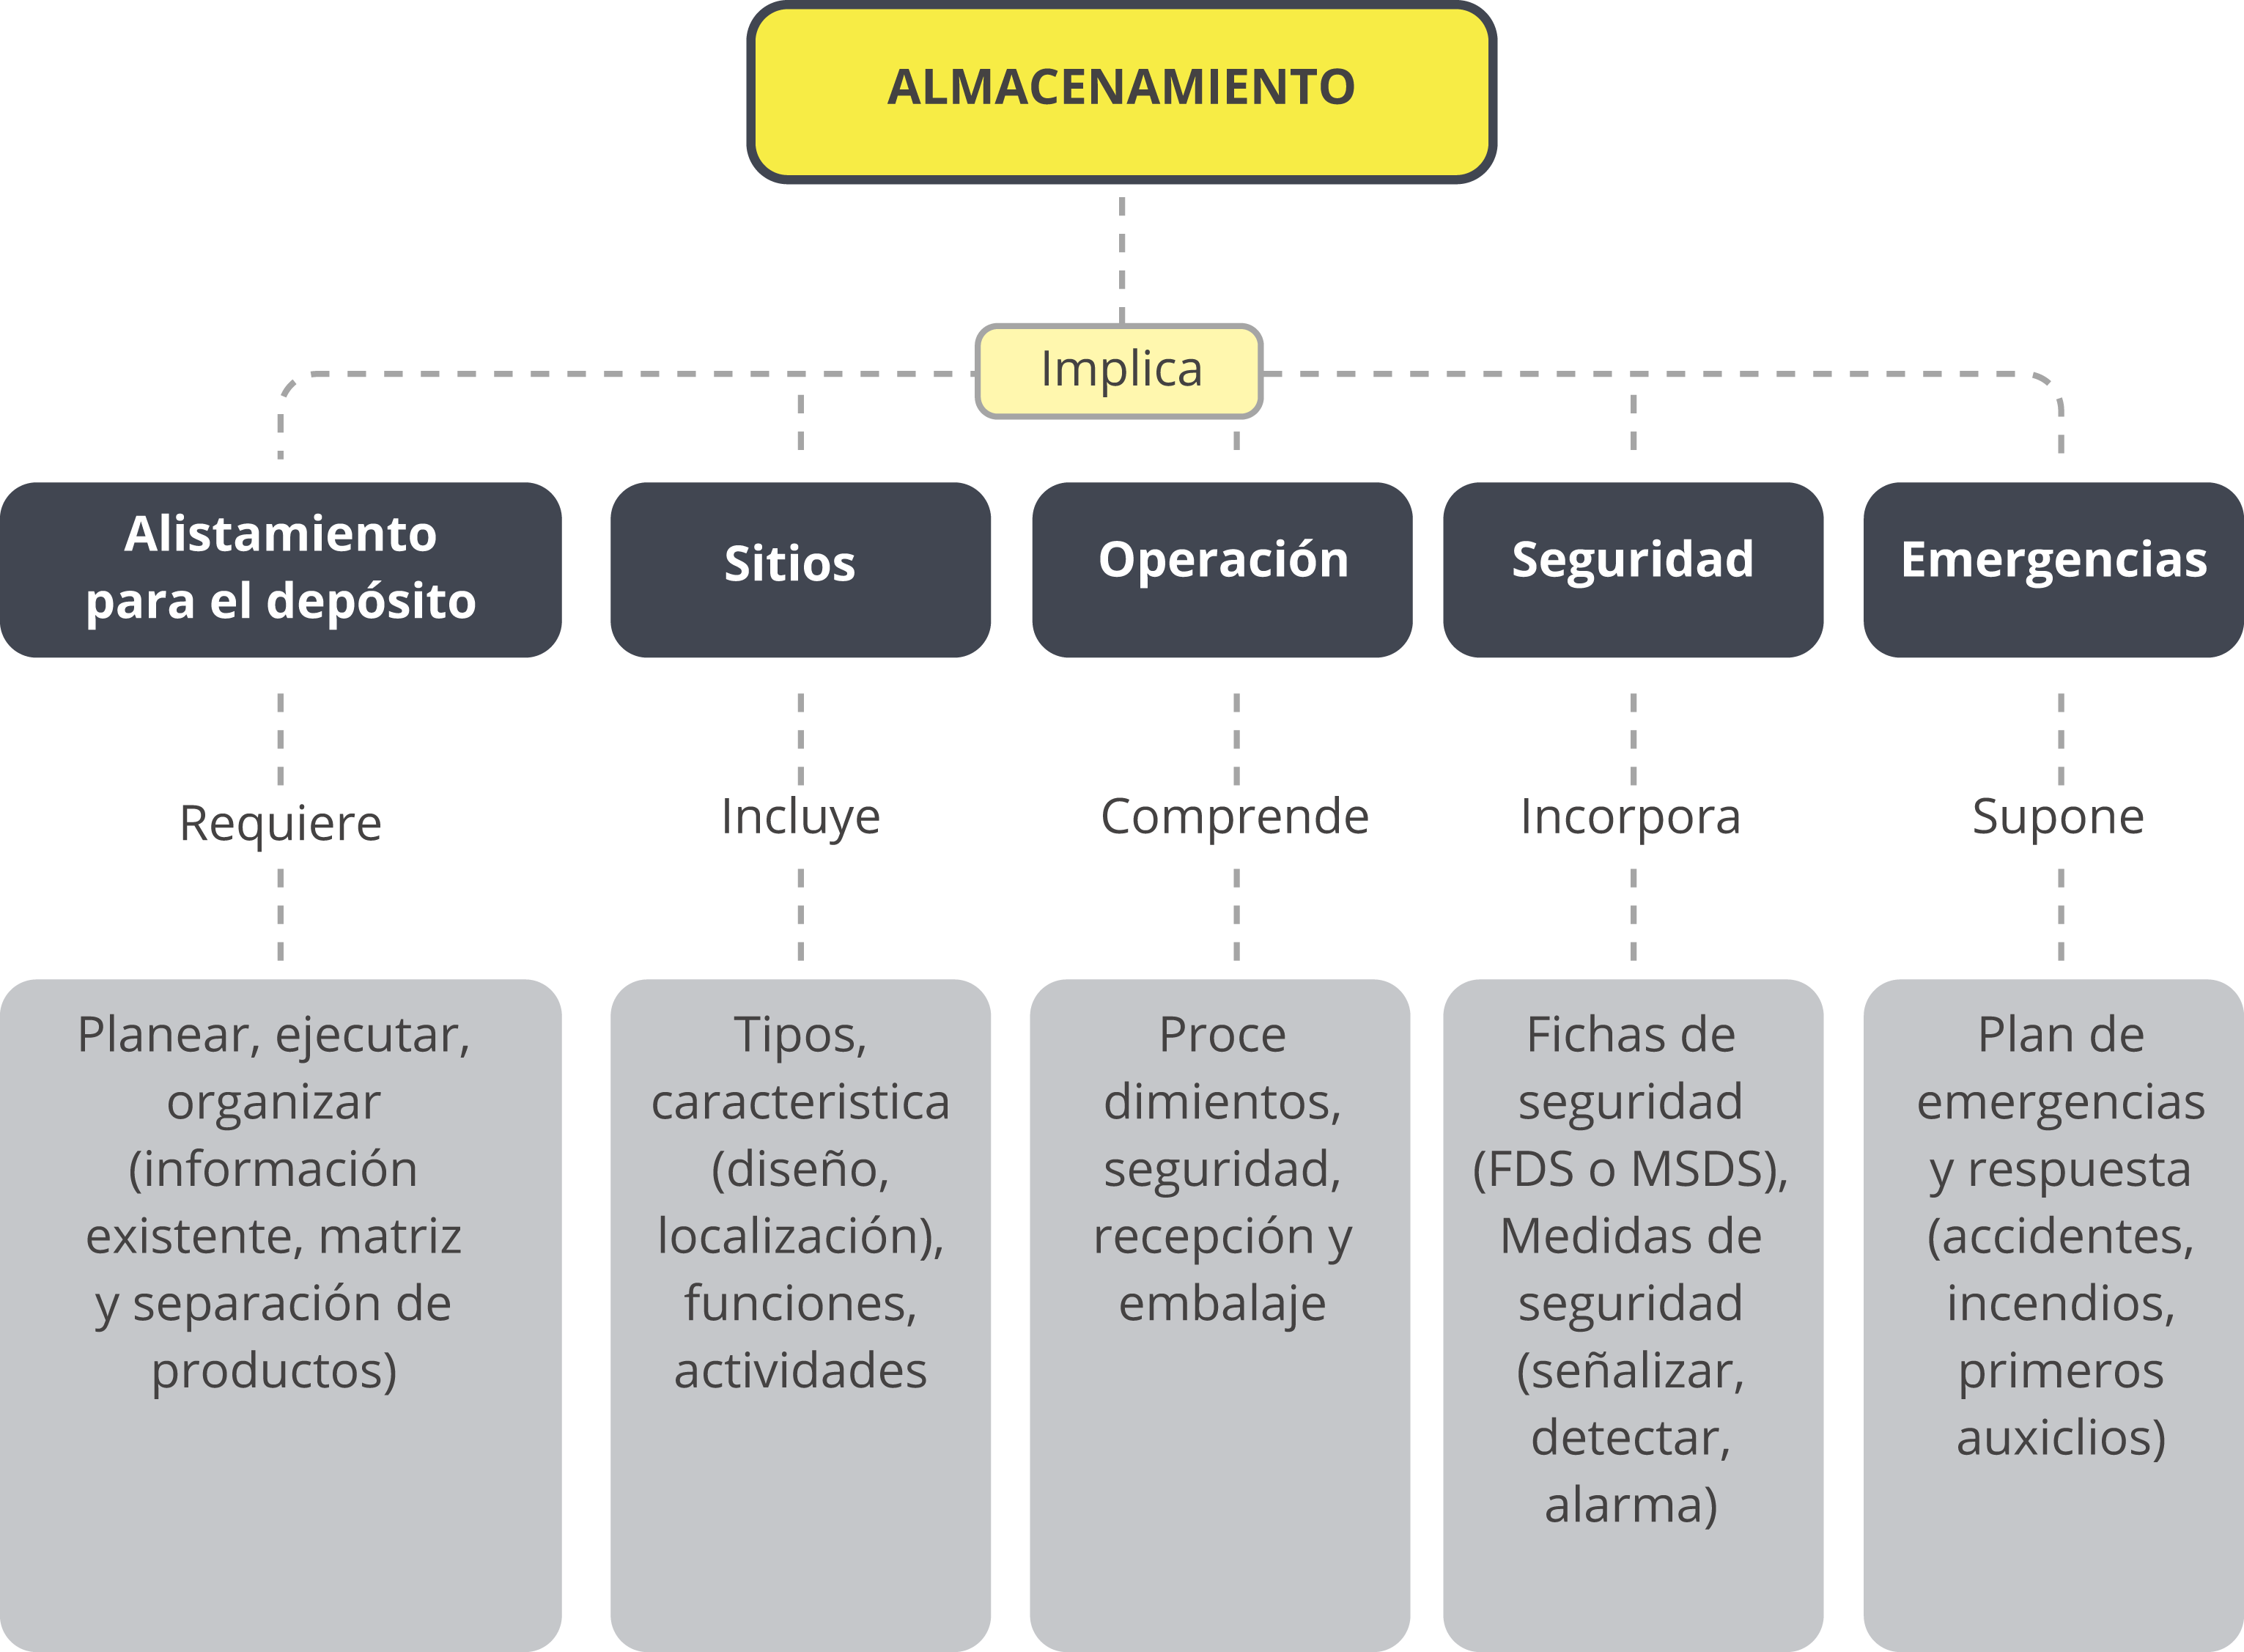 ALMACENAMIENTO
Implica
Alistamiento
para el depósito
Sitios
Operación
Seguridad
Emergencias
Requiere
Incluye
Comprende
Incorpora
Supone
Planear, ejecutar,
organizar
(información
existente, matriz
y separación de
productos)
Tipos,
caracteristica
(diseño,
localización),
funciones,
actividades
Proce
dimientos,
seguridad,
recepción y
embalaje
Fichas de
seguridad
(FDS o MSDS),
Medidas de
seguridad
(señalizar,
detectar,
alarma)
Plan de
emergencias
y respuesta
(accidentes,
incendios,
primeros
auxiclios)